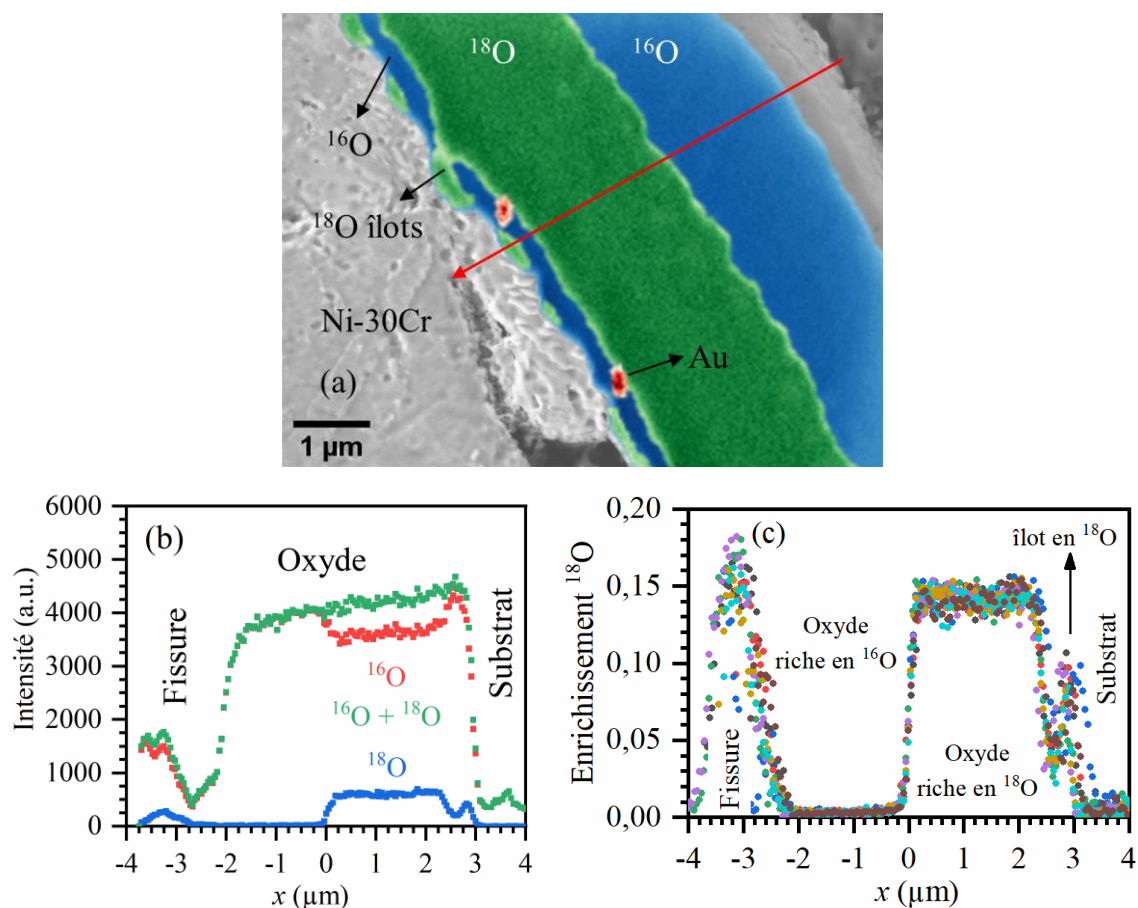 ¹⁸O
¹⁶O
¹⁶O
¹⁸O îlots
Ni-30Cr
Au
(a)
1 µm
(b)
Oxyde
Fissure
Substrat
¹⁶O
¹⁶O + ¹⁸O
¹⁸O
Intensité (a.u.)
6000
5000
4000
3000
2000
1000
0
-4 -3 -2 -1 0 1 2 3 4
x (µm)
(c)
îlot en ¹⁸O
Oxyde
riche en ¹⁶O
Oxyde
riche en ¹⁸O
Fissure
Substrat
Enrichissement ¹⁸O
0,20
0,15
0,10
0,05
0,00
-4 -3 -2 -1 0 1 2 3 4
x (µm)